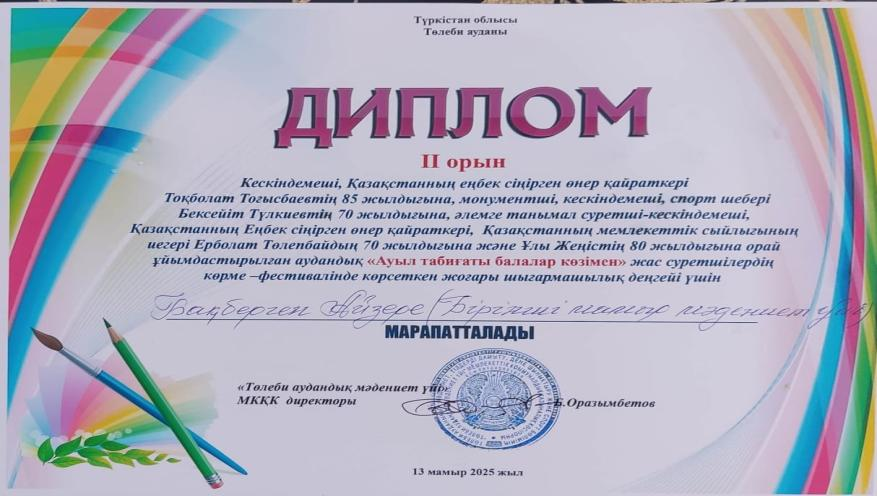 Түркістан облысы
Төлеби ауданы
ДИПЛОМ
II орын
Кескіндемеші, Қазақстанның еңбек сіңірген өнер қайраткері
Тоқболат Тоғысбаевтің 85 жылдығына, монументші, кескіндемеші, спорт шебері
Бексейіт Түлкиевтің 70 жылдығына, әлемге танымал суретші-кескіндемеші,
Қазақстанның Еңбек сіңірген өнер қайраткері, Қазақстанның мемлекеттік сыйлығының
иегері Ерболат Төлепбайдың 70 жылдығына және Ұлы Жеңістің 80 жылдығына орай
ұйымдастырылған аудандық «Ауыл табиғаты балалар көзімен» жас суретшілердің
көрме –фестивалінде көрсеткен жоғары шығармашылық деңгейі үшін
Бақберген Айзере (Бірінші мамыр мәдениет үйі)
МАРАПАТТАЛАДЫ
«Төлеби аудандық мәдениет үйі»
МКҚК директоры Б.Оразымбетов
13 мамыр 2025 жыл